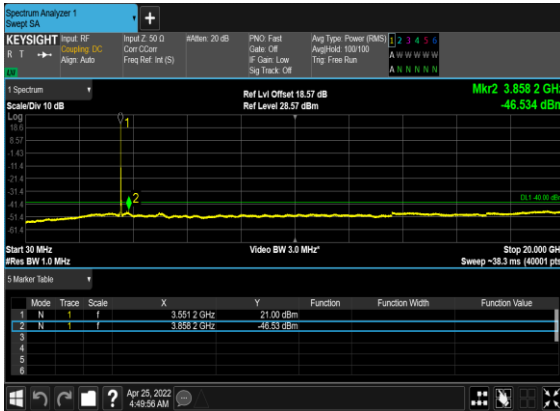 Spectrum Analyzer 1
Swept SA
+
KEYSIGHT Input: RF Input Z: 50 Ω #Atten: 20 dB PNO: Fast Avg Type: Power (RMS) 1 2 3 4 5 6
R T Coupling: DC Corr CCorr Gate: Off Avg|Hold: 100/100 A W W W W W
Align: Auto Freq Ref: Int (S) IF Gain: Low Trig: Free Run
Sig Track: Off A N N N N N
LW
1 Spectrum Ref Lvl Offset 18.57 dB Mkr2 3.858 2 GHz
Scale/Div 10 dB Ref Level 28.57 dBm -46.534 dBm
Log
18.6
8.57
-1.43
-11.4
-21.4
-31.4
DL1 -40.00 dBm
-41.4
-51.4
-61.4
1
2
Start 30 MHz Video BW 3.0 MHz* Stop 20.000 GH
#Res BW 1.0 MHz Sweep ~38.3 ms (40001 pts
5 Marker Table
Mode Trace Scale X Y Function Function Width Function Value
1 N 1 f 3.551 2 GHz 21.00 dBm
2 N 1 f 3.858 2 GHz -46.53 dBm
3
4
5
6
? Apr 25, 2022
4:49:56 AM